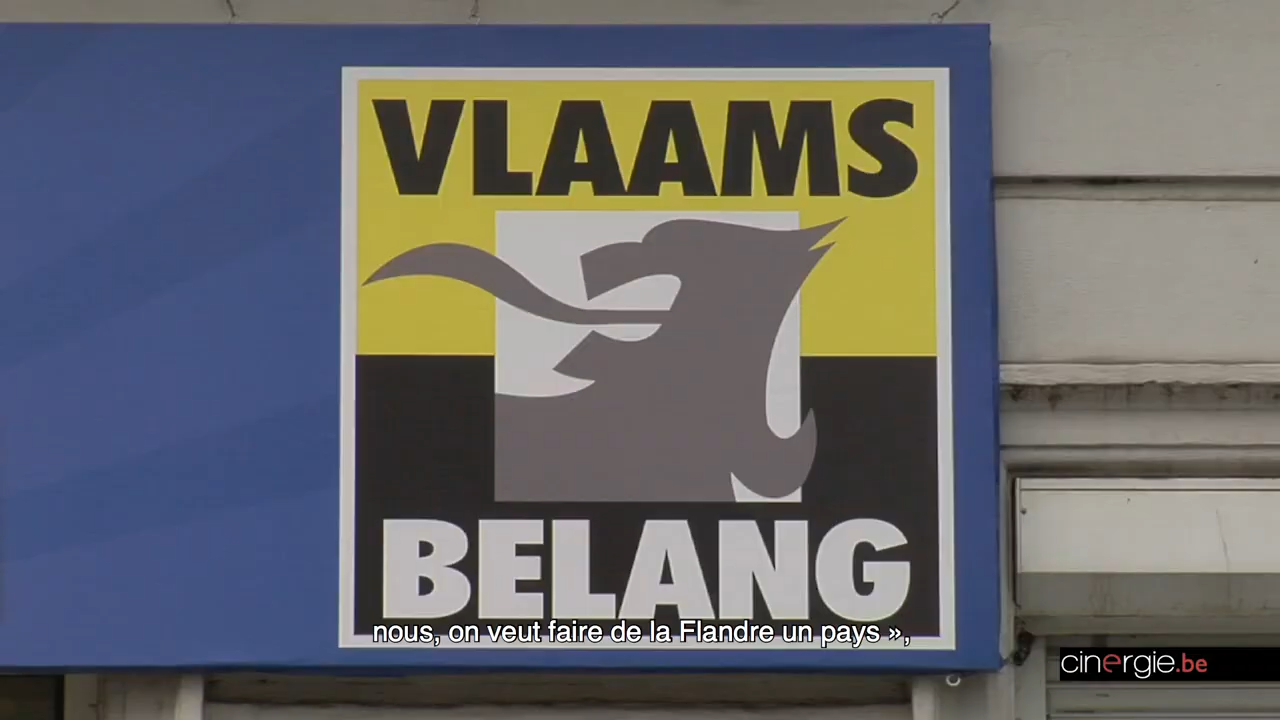 VLAAMS
BELANG
nous, on veut faire de la Flandre un pays »,
cinergie.be